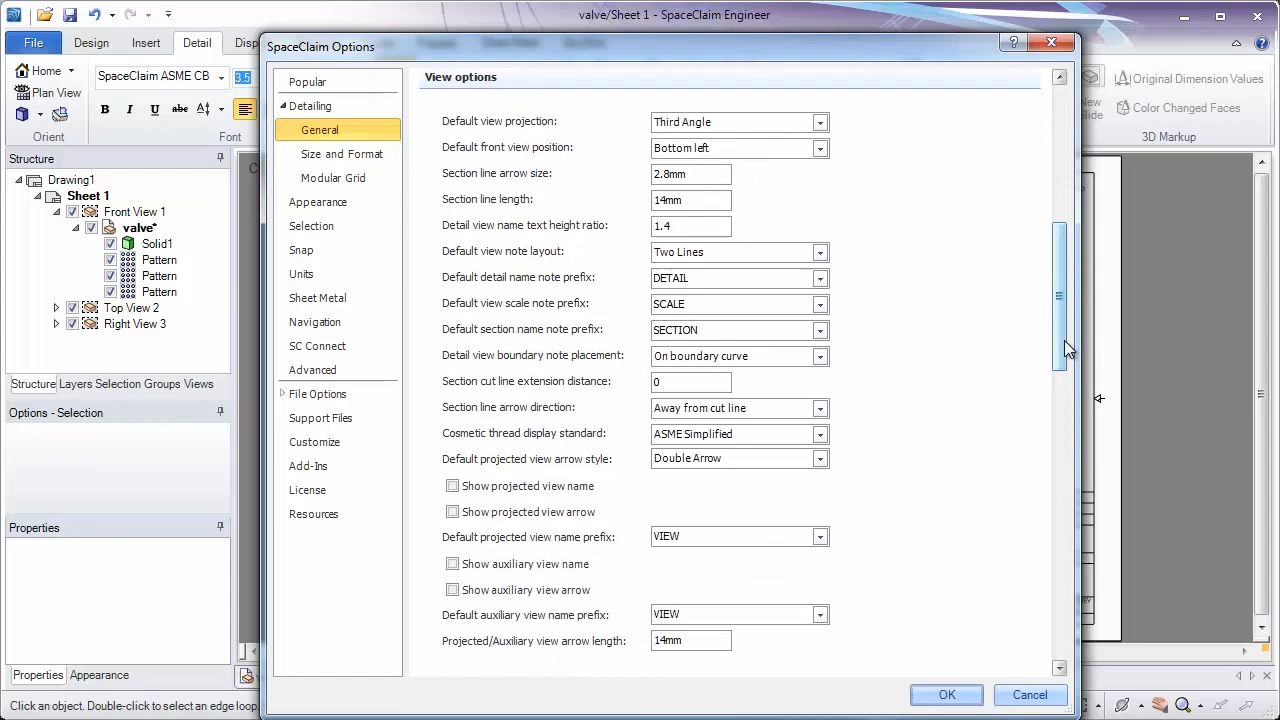 valve/Sheet 1 - SpaceClaim Engineer
File
Design
Insert
Detail
Home
Plan View
Orient
SpaceClaim ASME CB
3.5
B I U abc A
Font
Original Dimension Values
Color Changed Faces
3D Markup
Structure
Drawing1
Sheet 1
Front View 1
valve*
Solid1
Pattern
Pattern
Pattern
Top View 2
Right View 3
Structure Layers Selection Groups Views
Options - Selection
Properties
Properties Appearance
Click an object. Double-click to select an edge loop.
SpaceClaim Options
Popular
Detailing
General
Size and Format
Modular Grid
Appearance
Selection
Snap
Units
Sheet Metal
Navigation
SC Connect
Advanced
File Options
Support Files
Customize
Add-Ins
License
Resources
View options
Default view projection: Third Angle
Default front view position: Bottom left
Section line arrow size: 2.8mm
Section line length: 14mm
Detail view name text height ratio: 1.4
Default view note layout: Two Lines
Default detail name note prefix: DETAIL
Default view scale note prefix: SCALE
Default section name note prefix: SECTION
Detail view boundary note placement: On boundary curve
Section cut line extension distance: 0
Section line arrow direction: Away from cut line
Cosmetic thread display standard: ASME Simplified
Default projected view arrow style: Double Arrow
Show projected view name
Show projected view arrow
Default projected view name prefix: VIEW
Show auxiliary view name
Show auxiliary view arrow
Default auxiliary view name prefix: VIEW
Projected/Auxiliary view arrow length: 14mm
OK
Cancel